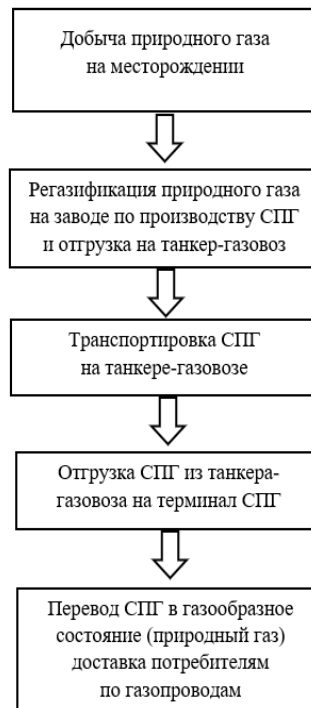 Добыча природного газа
на месторождении
Регазификация природного газа
на заводе по производству СПГ
и отгрузка на танкер-газовоз
Транспортировка СПГ
на танкере-газовозе
Отгрузка СПГ из танкера-
газовоза на терминал СПГ
Перевод СПГ в газообразное
состояние (природный газ)
доставка потребителям
по газопроводам